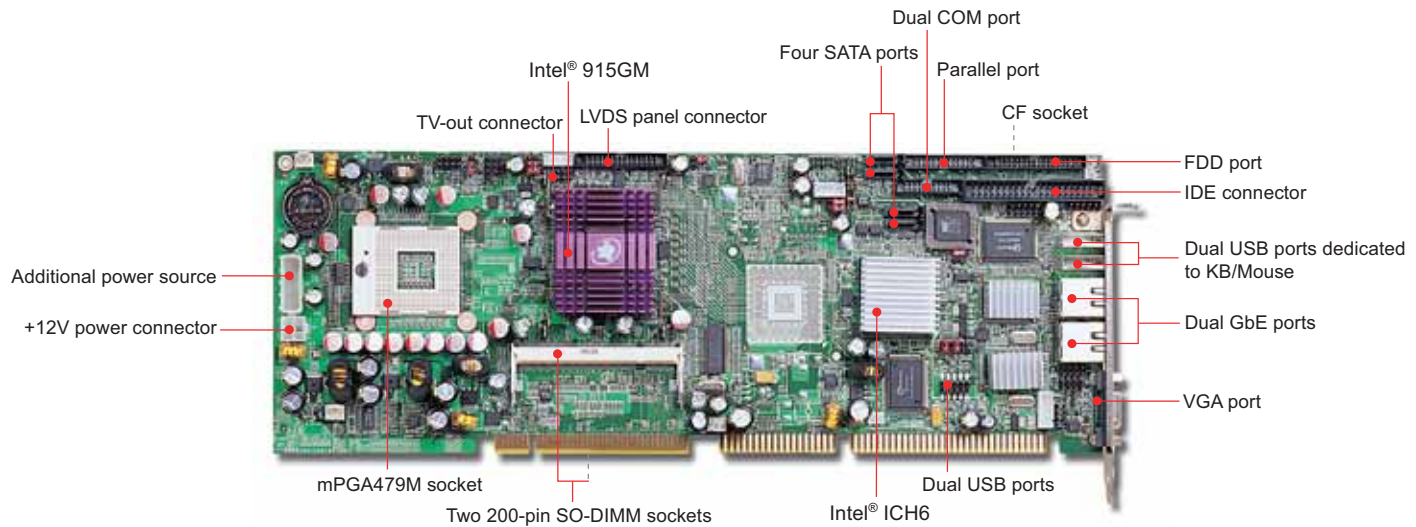 Dual COM port
Four SATA ports
Intel® 915GM
Parallel port
TV-out connector
LVDS panel connector
CF socket
FDD port
IDE connector
Dual USB ports dedicated
to KB/Mouse
Additional power source
+12V power connector
Dual GbE ports
VGA port
mPGA479M socket
Dual USB ports
Two 200-pin SO-DIMM sockets
Intel® ICH6